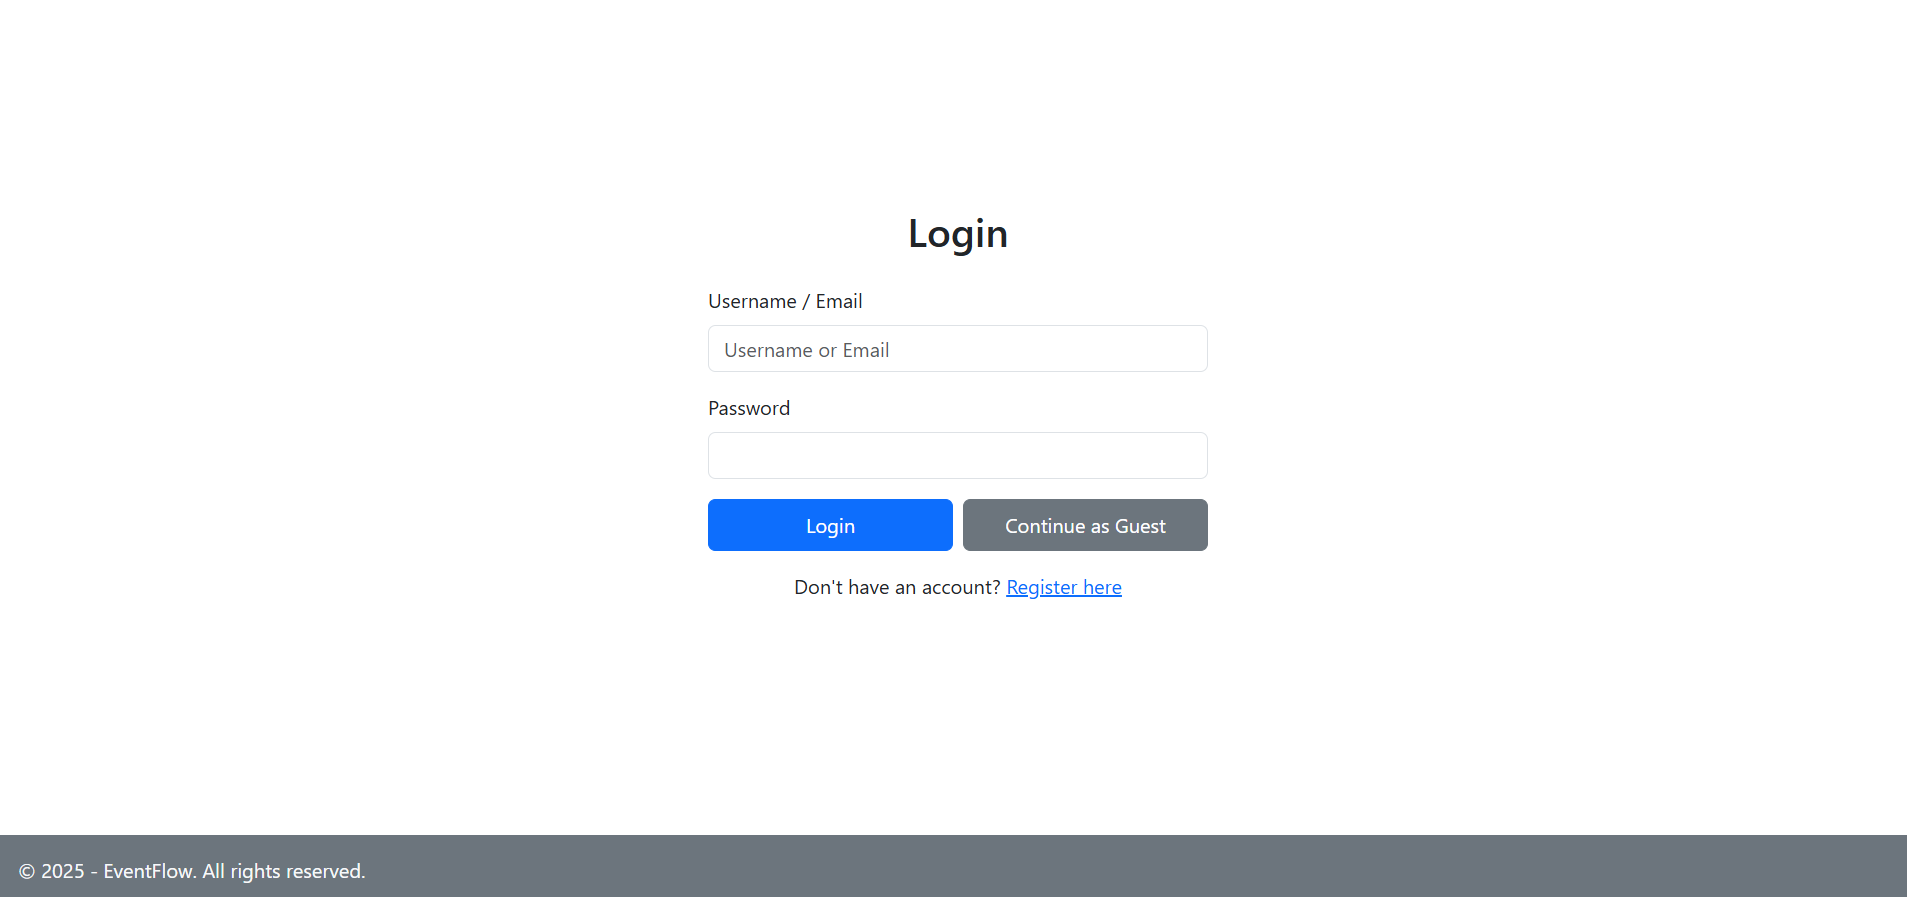 Login
Username / Email
Username or Email
Password
Login
Continue as Guest
Don't have an account? Register here
© 2025 - EventFlow. All rights reserved.